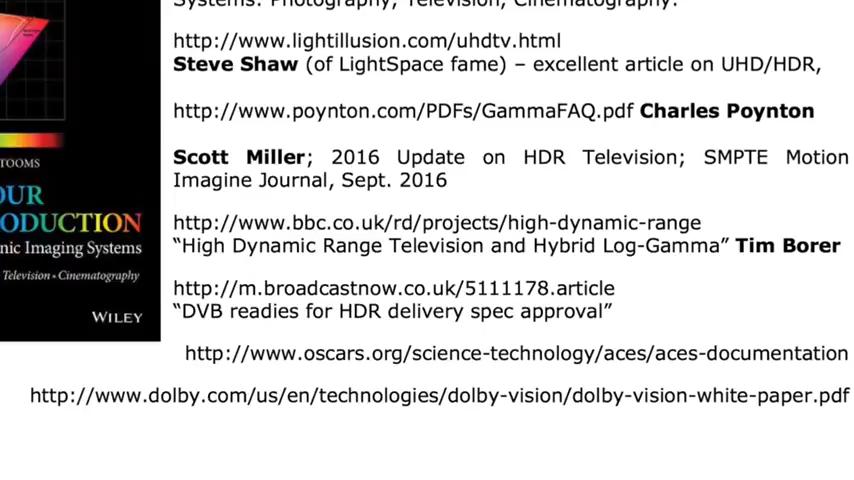 Systems: Photography, Television, Cinematography.
http://www.lightillusion.com/uhdtv.html
Steve Shaw (of LightSpace fame) – excellent article on UHD/HDR,
http://www.poynton.com/PDFs/GammaFAQ.pdf Charles Poynton
Scott Miller; 2016 Update on HDR Television; SMPTE Motion
Imagine Journal, Sept. 2016
http://www.bbc.co.uk/rd/projects/high-dynamic-range
“High Dynamic Range Television and Hybrid Log-Gamma” Tim Borer
http://m.broadcastnow.co.uk/5111178.article
“DVB readies for HDR delivery spec approval”
http://www.oscars.org/science-technology/aces/aces-documentation
http://www.dolby.com/us/en/technologies/dolby-vision/dolby-vision-white-paper.pdf
TOOMS
OUR
ODUCTION
nic Imaging Systems
Television • Cinematography
WILEY